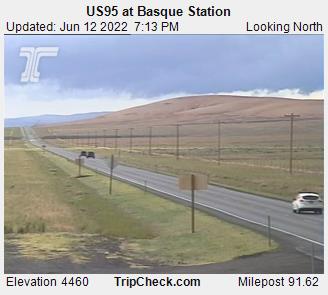 US95 at Basque Station
Updated: Jun 12 2022 7:13 PM Looking North
Elevation 4460 TripCheck.com Milepost 91.62